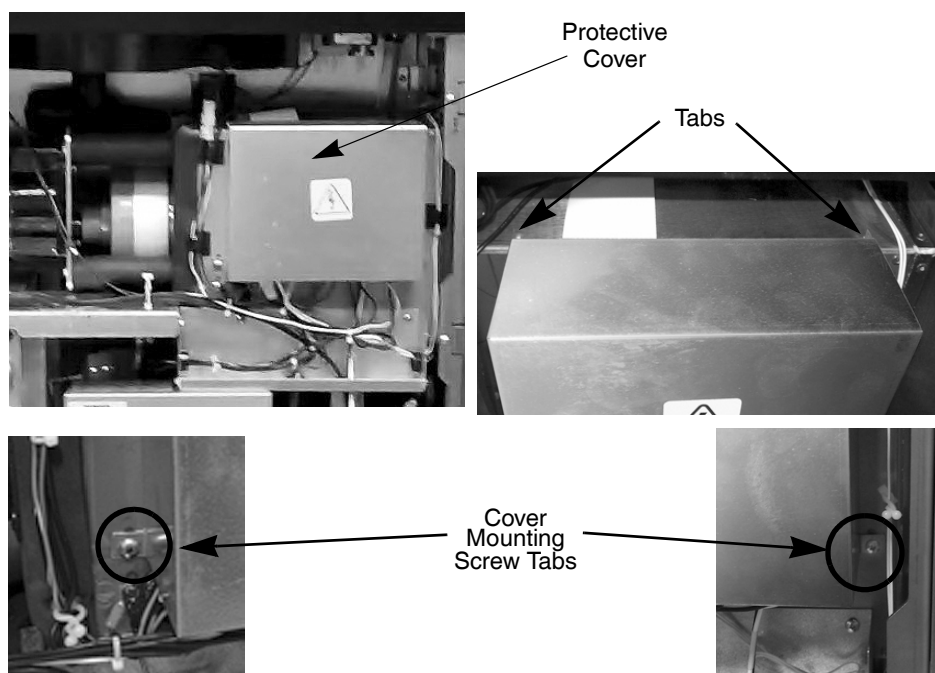 Protective
Cover
Tabs
Cover
Mounting
Screw Tabs